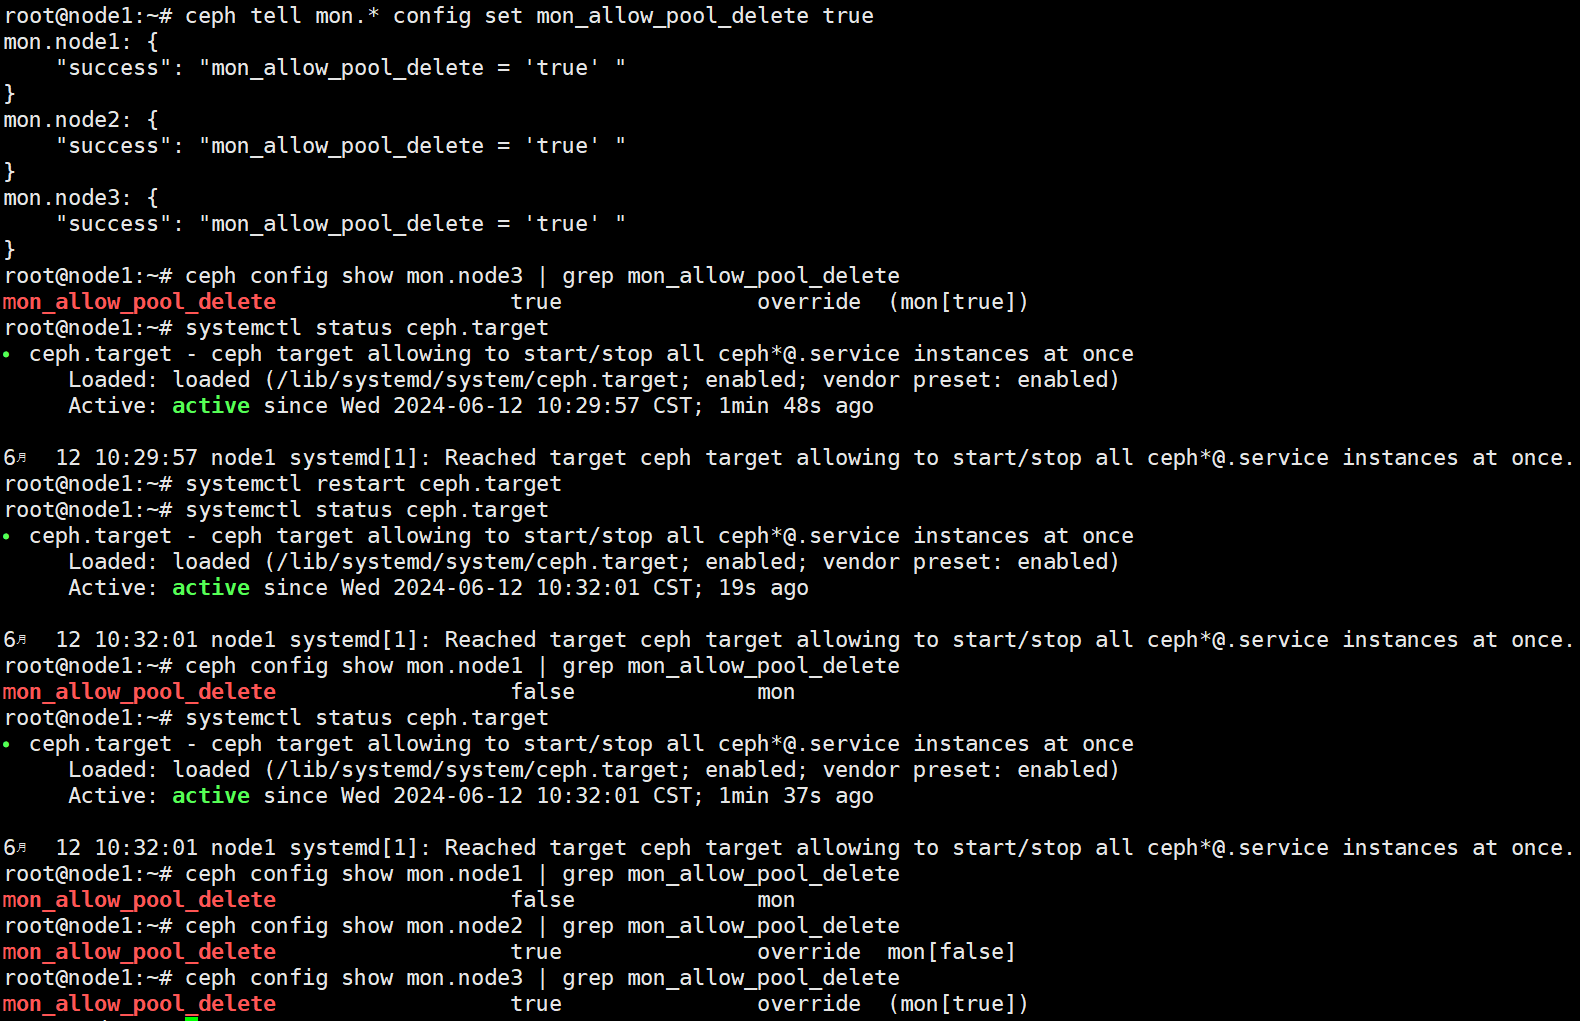 root@node1:~# ceph tell mon.* config set mon_allow_pool_delete true
mon.node1: {
    "success": "mon_allow_pool_delete = 'true' "
}
mon.node2: {
    "success": "mon_allow_pool_delete = 'true' "
}
mon.node3: {
    "success": "mon_allow_pool_delete = 'true' "
}
root@node1:~# ceph config show mon.node3 | grep mon_allow_pool_delete
mon_allow_pool_delete                  true               override  (mon[true])
root@node1:~# systemctl status ceph.target
● ceph.target - ceph target allowing to start/stop all ceph*@.service instances at once
     Loaded: loaded (/lib/systemd/system/ceph.target; enabled; vendor preset: enabled)
     Active: active since Wed 2024-06-12 10:29:57 CST; 1min 48s ago
6 12 10:29:57 node1 systemd[1]: Reached target ceph target allowing to start/stop all ceph*@.service instances at once.
root@node1:~# systemctl restart ceph.target
root@node1:~# systemctl status ceph.target
● ceph.target - ceph target allowing to start/stop all ceph*@.service instances at once
     Loaded: loaded (/lib/systemd/system/ceph.target; enabled; vendor preset: enabled)
     Active: active since Wed 2024-06-12 10:32:01 CST; 19s ago
6 12 10:32:01 node1 systemd[1]: Reached target ceph target allowing to start/stop all ceph*@.service instances at once.
root@node1:~# ceph config show mon.node1 | grep mon_allow_pool_delete
mon_allow_pool_delete                  false              mon
root@node1:~# systemctl status ceph.target
● ceph.target - ceph target allowing to start/stop all ceph*@.service instances at once
     Loaded: loaded (/lib/systemd/system/ceph.target; enabled; vendor preset: enabled)
     Active: active since Wed 2024-06-12 10:32:01 CST; 1min 37s ago
6 12 10:32:01 node1 systemd[1]: Reached target ceph target allowing to start/stop all ceph*@.service instances at once.
root@node1:~# ceph config show mon.node1 | grep mon_allow_pool_delete
mon_allow_pool_delete                  false              mon
root@node1:~# ceph config show mon.node2 | grep mon_allow_pool_delete
mon_allow_pool_delete                  true               override  mon[false]
root@node1:~# ceph config show mon.node3 | grep mon_allow_pool_delete
mon_allow_pool_delete                  true               override  (mon[true])